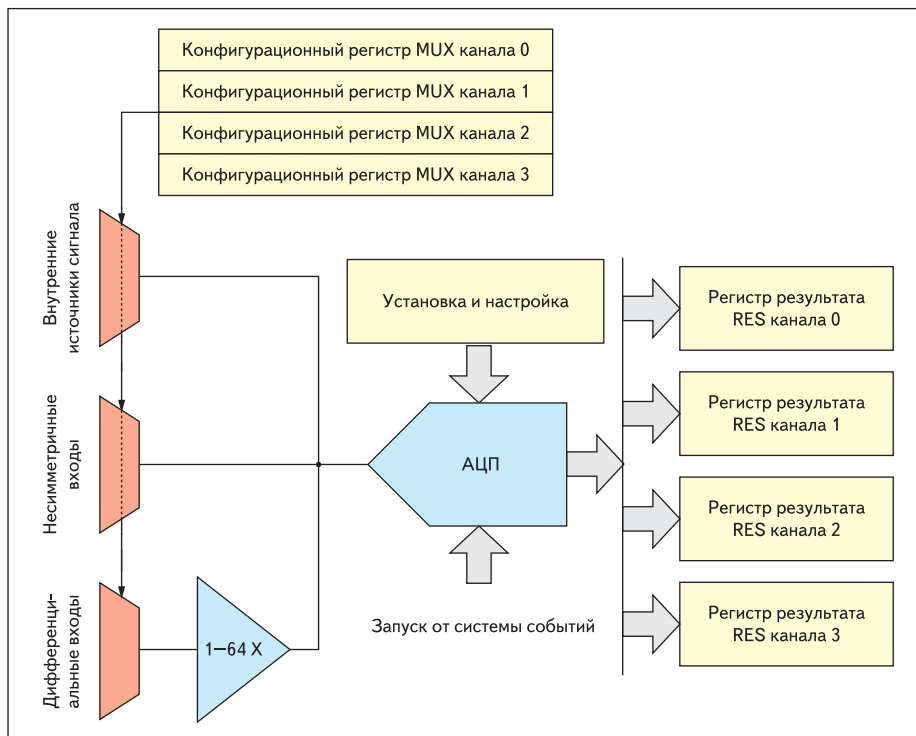 Конфигурационный регистр MUX канала 0
Конфигурационный регистр MUX канала 1
Конфигурационный регистр MUX канала 2
Конфигурационный регистр MUX канала 3
Внутренние
источники сигнала
Установка и настройка
Регистр результата
RES канала 0
Регистр результата
RES канала 1
Несимметричные
входы
АЦП
Регистр результата
RES канала 2
Дифференци-
альные входы
1–64 X
Запуск от системы событий
Регистр результата
RES канала 3